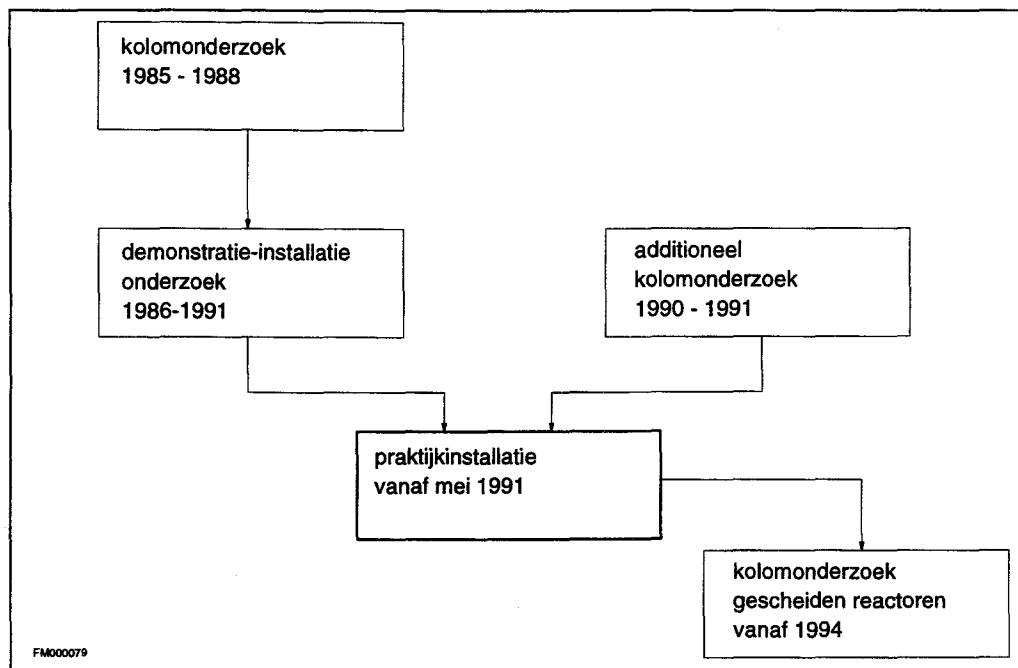 kolomonderzoek
1985 - 1988
demonstratie-installatie
onderzoek
1986-1991
additioneel
kolomonderzoek
1990 - 1991
praktijkinstallatie
vanaf mei 1991
kolomonderzoek
gescheiden reactoren
vanaf 1994
FM000079